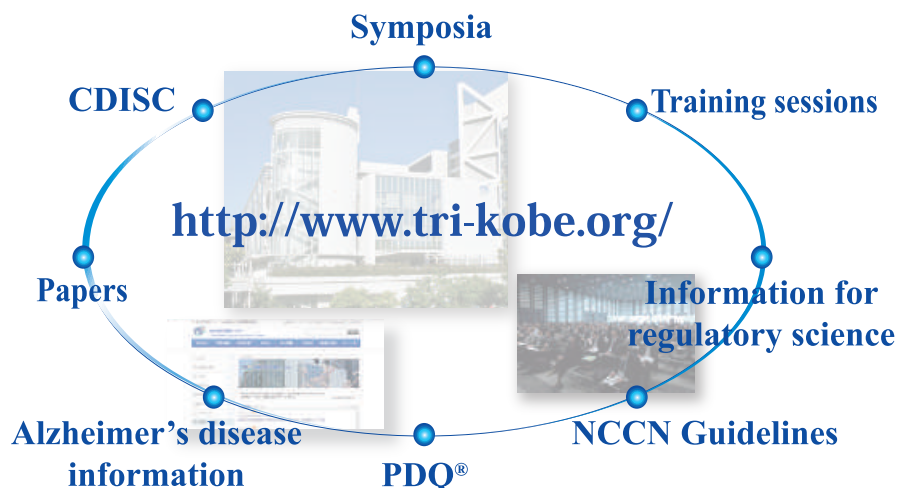 Symposia
CDISC
Training sessions
http://www.tri-kobe.org/
Papers
Information for
regulatory science
Alzheimer’s disease
information
NCCN Guidelines
PDQ®